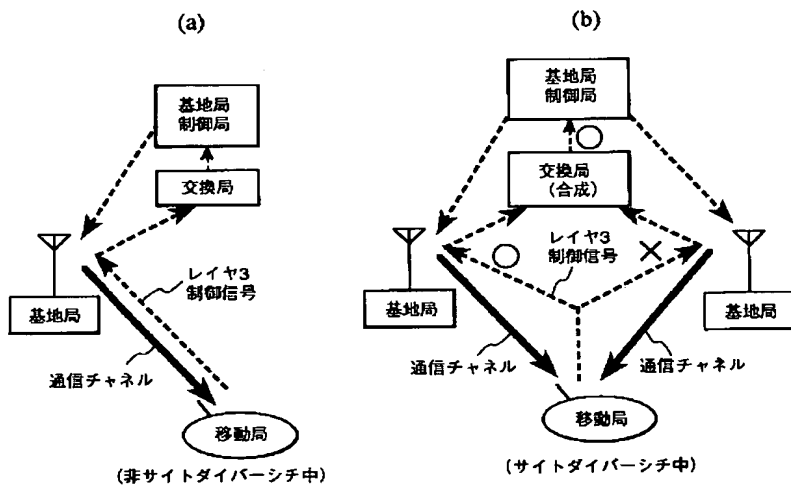 (a)
基地局
制御局
交換局
レイヤ3
制御信号
基地局
通信チャネル
移動局
(非サイトダイバーシチ中)
(b)
基地局
制御局
交換局
(合成)
レイヤ3
制御信号
基地局
基地局
通信チャネル
通信チャネル
移動局
(サイトダイバーシチ中)